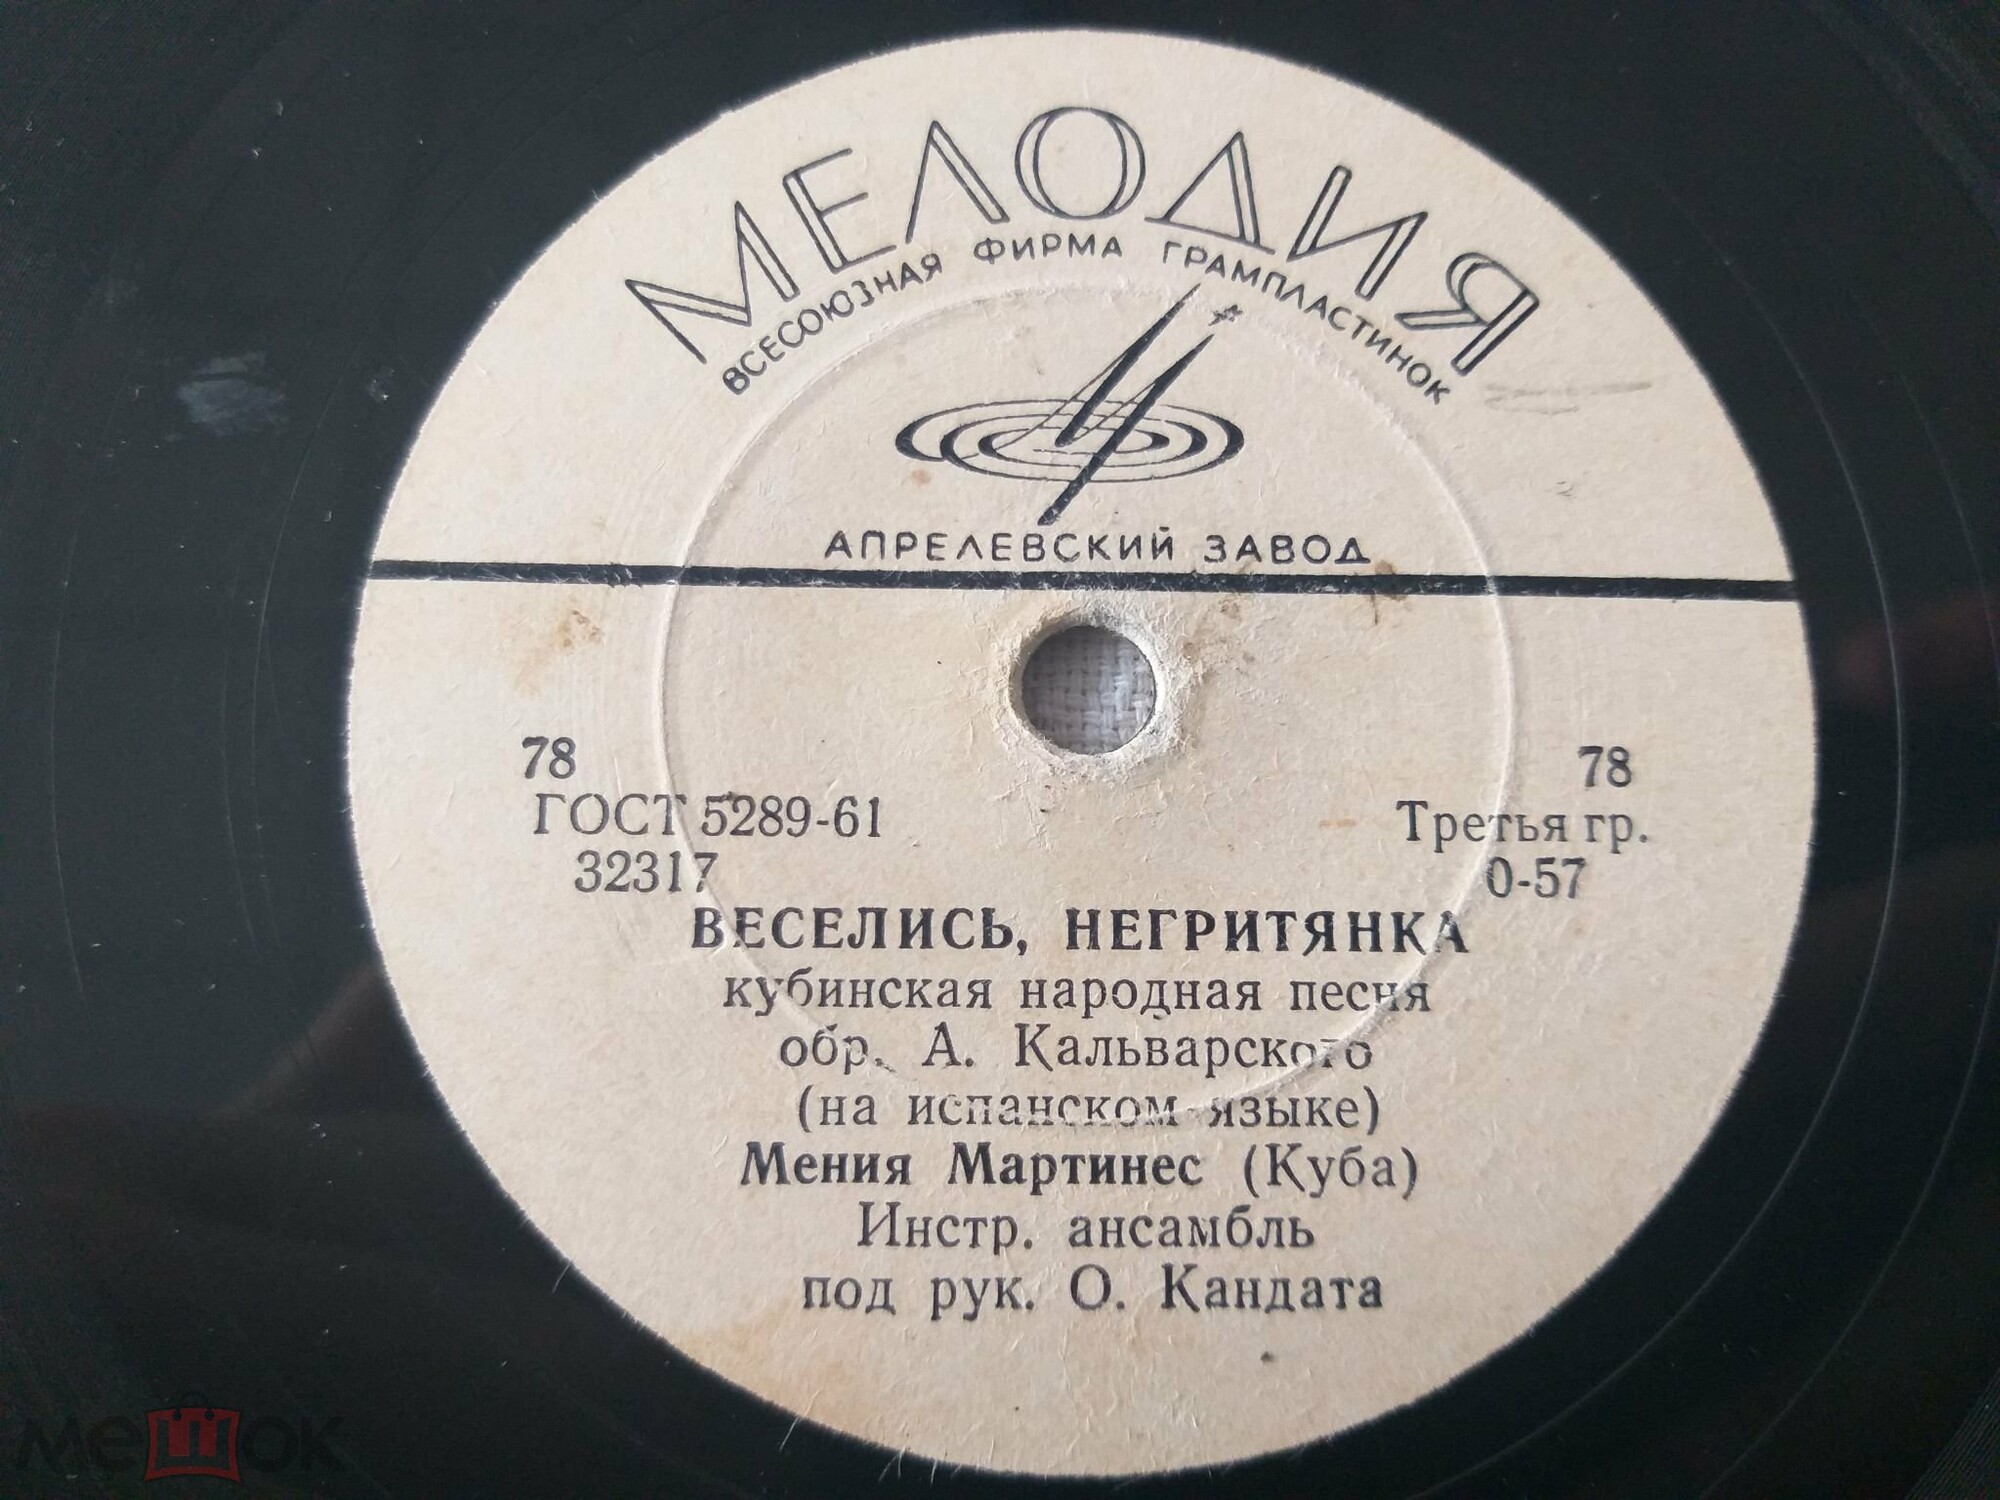 МЕЛОДИЯ
ВСЕСОЮЗНАЯ ФИРМА ГРАМПЛАСТИНОК
АПРЕЛЕВСКИЙ ЗАВОД
78
ГОСТ 5289-61
32317
78
Третья гр.
0-57
ВЕСЕЛИСЬ, НЕГРИТЯНКА
кубинская народная песня
обр. А. Кальварского
(на испанском языке)
Мения Мартинес (Куба)
Инстр. ансамбль
под рук. О. Кандата
мешок